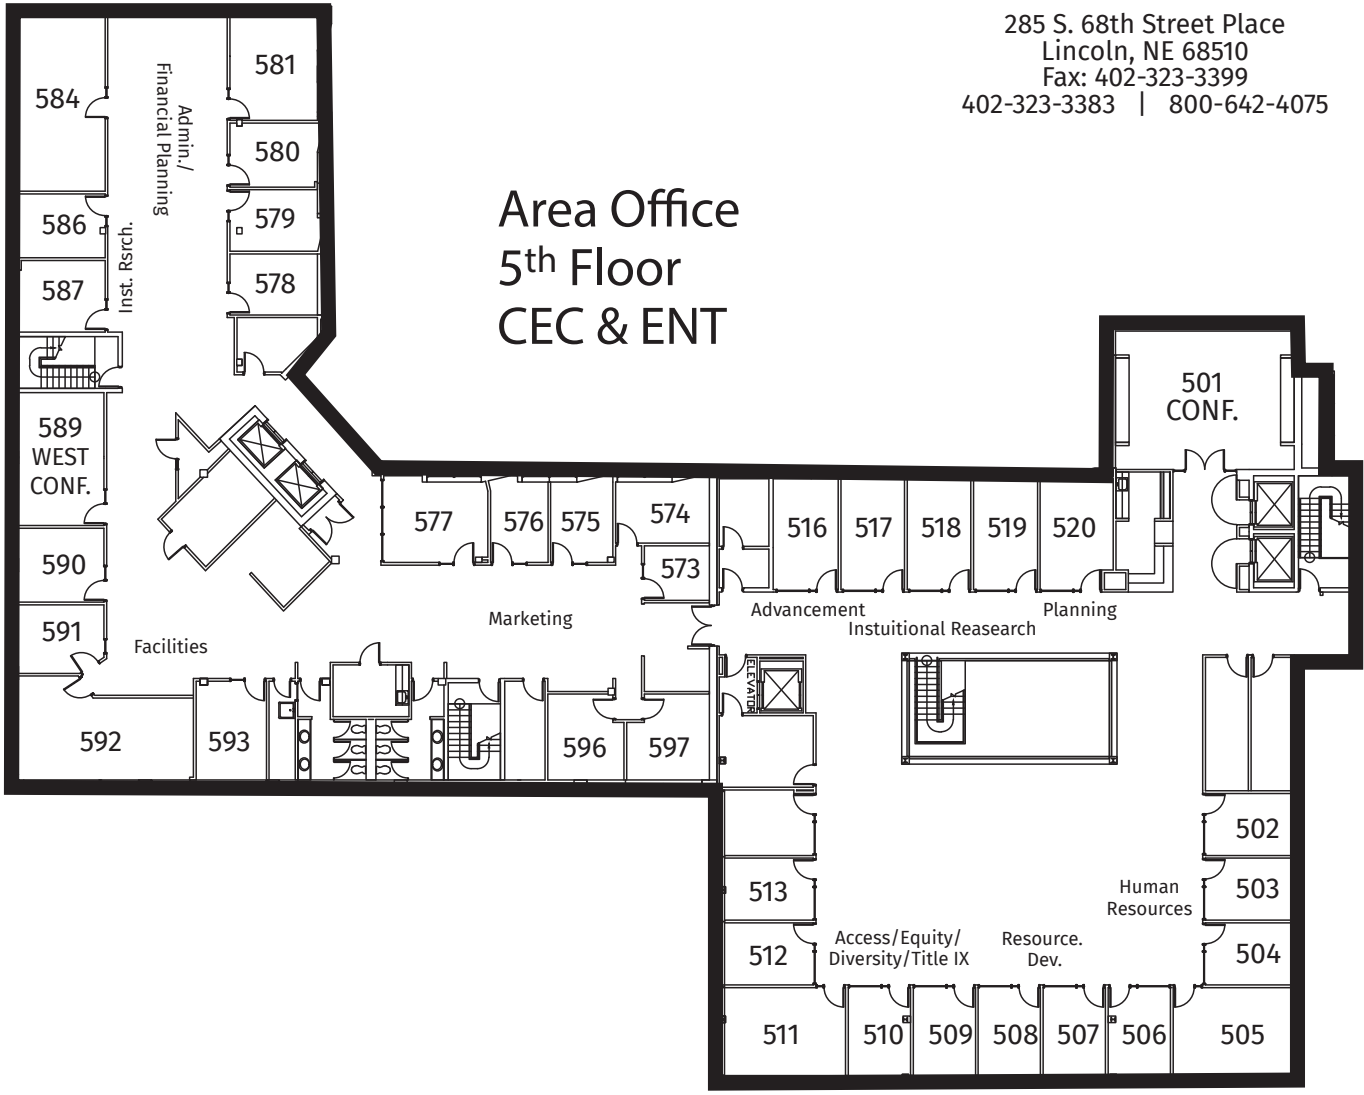 285 S. 68th Street Place
Lincoln, NE 68510
Fax: 402-323-3399
402-323-3383 | 800-642-4075
Area Office
5th Floor
CEC & ENT
584
581
Admin./
Financial Planning
580
586
579
Inst. Rsrch.
587
578
589
WEST
CONF.
501
CONF.
577
576
575
574
516
517
518
519
520
590
573
591
Facilities
Marketing
Advancement
Instuitional Reasearch
Planning
ELEVATOR
592
593
596
597
502
513
Human
Resources
503
512
Access/Equity/
Diversity/Title IX
Resource.
Dev.
504
511
510
509
508
507
506
505